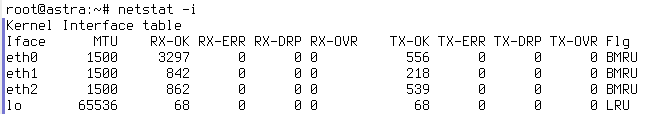 root@astra:~# netstat -i
Kernel Interface table
Iface      MTU    RX-OK RX-ERR RX-DRP RX-OVR    TX-OK TX-ERR TX-DRP TX-OVR Flg
eth0      1500     3297      0      0 0           556      0      0      0 BMRU
eth1      1500      842      0      0 0           218      0      0      0 BMRU
eth2      1500      862      0      0 0           539      0      0      0 BMRU
lo       65536       68      0      0 0            68      0      0      0 LRU